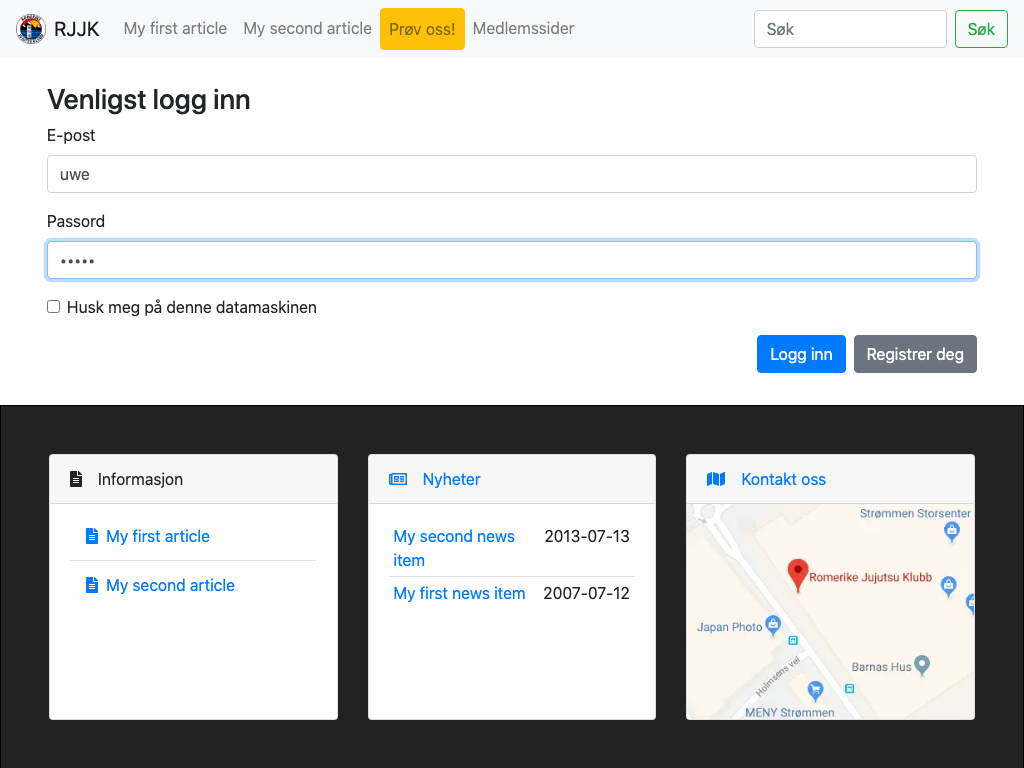 RJJK My first article My second article Prøv oss! Medlemssider Søk Søk
Venligst logg inn
E-post
uwe
Passord
•••••
Husk meg på denne datamaskinen
Logg inn Registrer deg
Informasjon
My first article
My second article
Nyheter
My second news item 2013-07-13
My first news item 2007-07-12
Kontakt oss
Strømmen Storsenter
Romerike Jujutsu Klubb
Japan Photo
Barnas Hus
Holmsens vei
MENY Strømmen